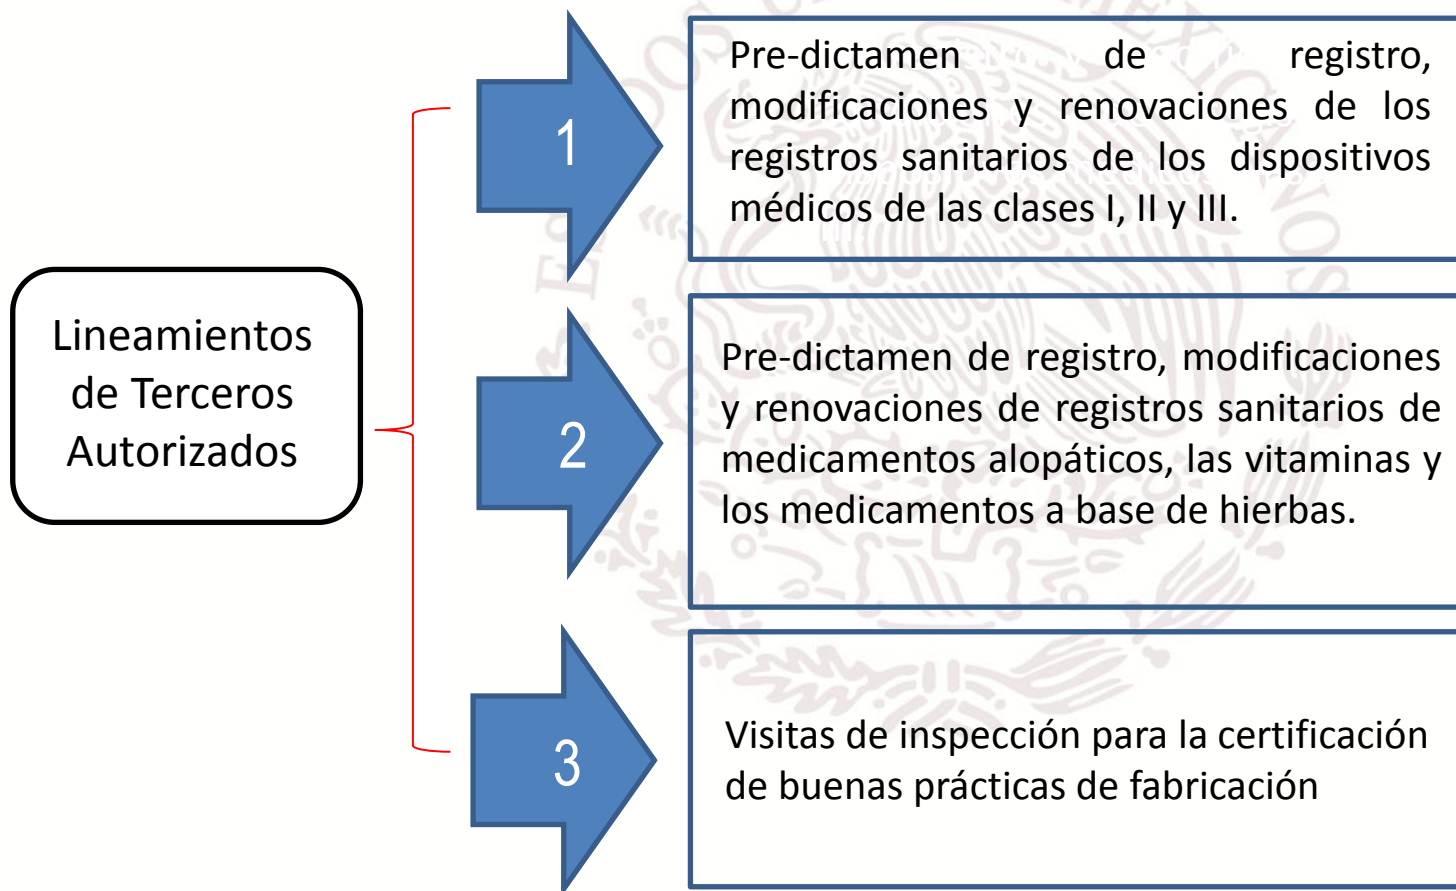 Lineamientos
de Terceros
Autorizados
1
Pre-dictamen de registro,
modificaciones y renovaciones de los
registros sanitarios de los dispositivos
médicos de las clases I, II y III.
2
Pre-dictamen de registro, modificaciones
y renovaciones de registros sanitarios de
medicamentos alopáticos, las vitaminas y
los medicamentos a base de hierbas.
3
Visitas de inspección para la certificación
de buenas prácticas de fabricación